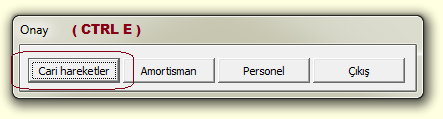 Onay ( CTRL E )
Cari hareketler Amortisman Personel Çıkış